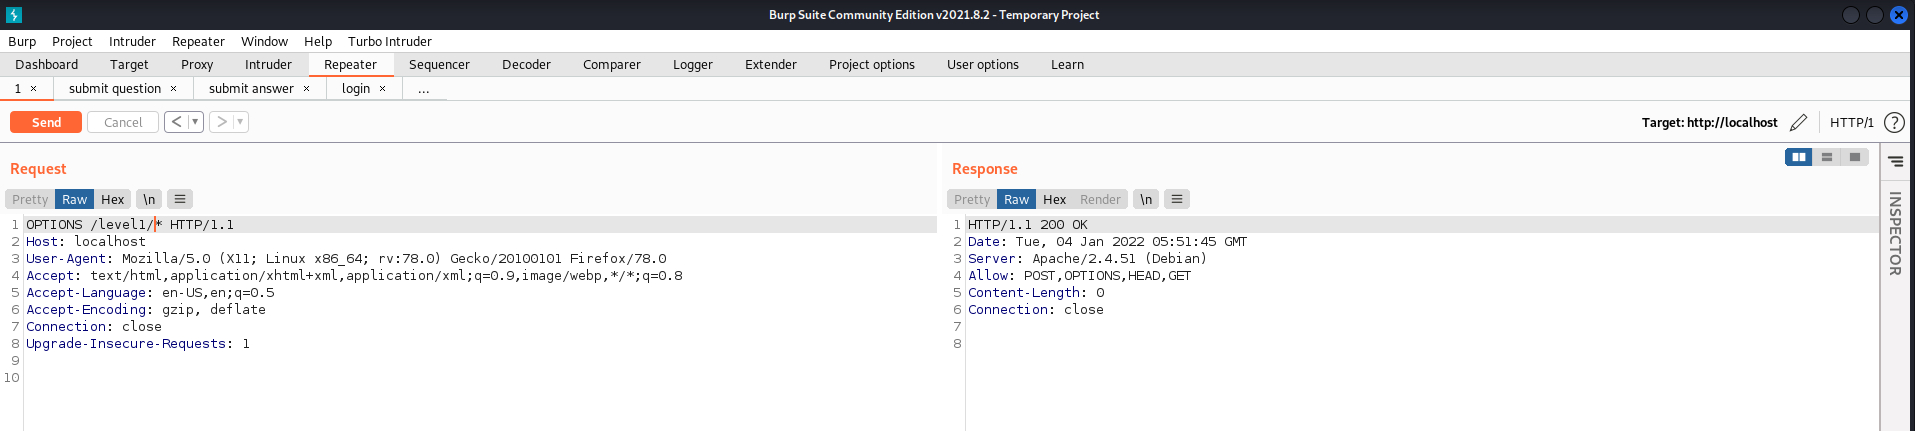 Burp Suite Community Edition v2021.8.2 - Temporary Project
Burp Project Intruder Repeater Window Help Turbo Intruder
Dashboard Target Proxy Intruder Repeater Sequencer Decoder Comparer Logger Extender Project options User options Learn
1 × submit question × submit answer × login × ...
Send Cancel < > Target: http://localhost HTTP/1 ?
Request
Pretty Raw Hex \n
1 OPTIONS /level1/* HTTP/1.1
2 Host: localhost
3 User-Agent: Mozilla/5.0 (X11; Linux x86_64; rv:78.0) Gecko/20100101 Firefox/78.0
4 Accept: text/html,application/xhtml+xml,application/xml;q=0.9,image/webp,*/*;q=0.8
5 Accept-Language: en-US,en;q=0.5
6 Accept-Encoding: gzip, deflate
7 Connection: close
8 Upgrade-Insecure-Requests: 1
9
10
Response
Pretty Raw Hex Render \n
1 HTTP/1.1 200 OK
2 Date: Tue, 04 Jan 2022 05:51:45 GMT
3 Server: Apache/2.4.51 (Debian)
4 Allow: POST,OPTIONS,HEAD,GET
5 Content-Length: 0
6 Connection: close
7
8
INSPECTOR